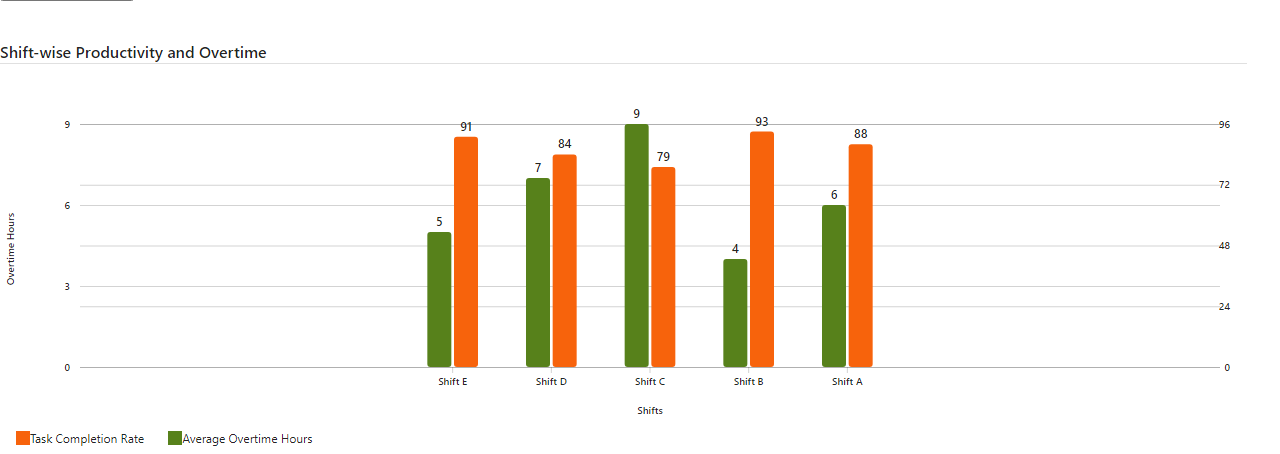 Shift-wise Productivity and Overtime
9
91
84
7
9
79
93
4
88
6
5
96
72
48
24
0
6
3
0
Overtime Hours
Shift E
Shift D
Shift C
Shift B
Shift A
Shifts
Task Completion Rate
Average Overtime Hours